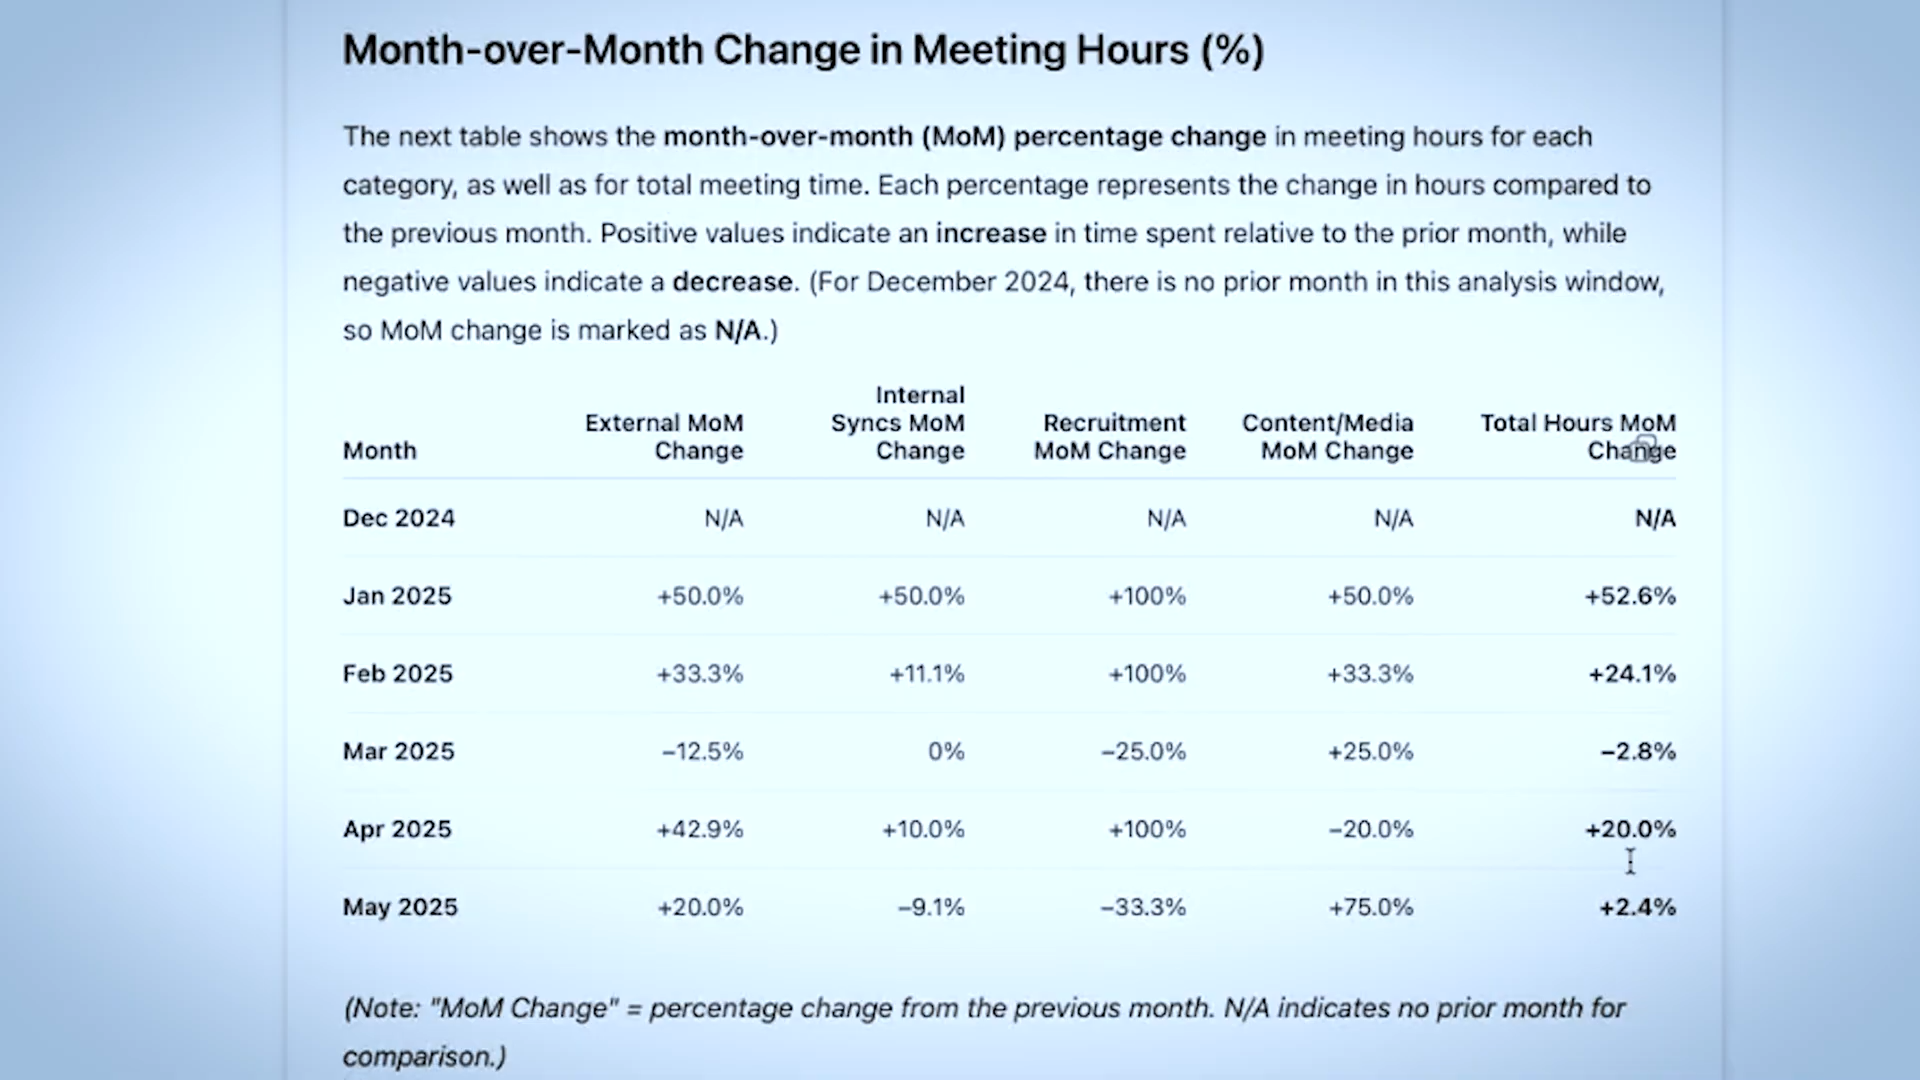 Month-over-Month Change in Meeting Hours (%)
The next table shows the month-over-month (MoM) percentage change in meeting hours for each
category, as well as for total meeting time. Each percentage represents the change in hours compared to
the previous month. Positive values indicate an increase in time spent relative to the prior month, while
negative values indicate a decrease. (For December 2024, there is no prior month in this analysis window,
so MoM change is marked as N/A.)
Month External MoM Change Internal Syncs MoM Change Recruitment MoM Change Content/Media MoM Change Total Hours MoM Change
Dec 2024 N/A N/A N/A N/A N/A
Jan 2025 +50.0% +50.0% +100% +50.0% +52.6%
Feb 2025 +33.3% +11.1% +100% +33.3% +24.1%
Mar 2025 −12.5% 0% −25.0% +25.0% −2.8%
Apr 2025 +42.9% +10.0% +100% −20.0% +20.0%
May 2025 +20.0% −9.1% −33.3% +75.0% +2.4%
(Note: "MoM Change" = percentage change from the previous month. N/A indicates no prior month for
comparison.)